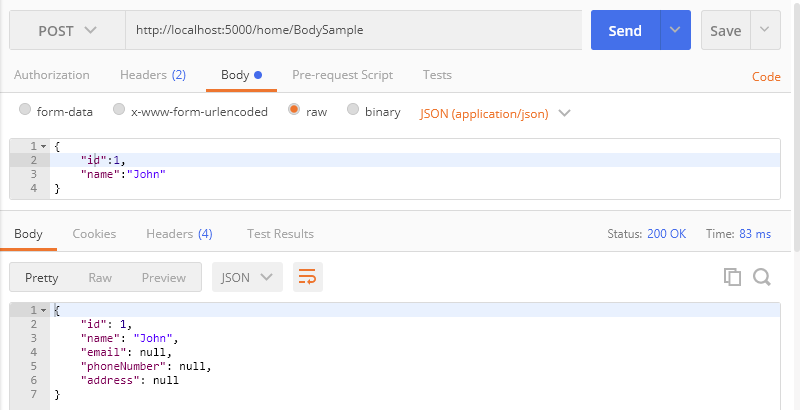 POST http://localhost:5000/home/BodySample Send Save
Authorization Headers (2) Body Pre-request Script Tests Code
form-data x-www-form-urlencoded raw binary JSON (application/json)
1 {
2 "id":1,
3 "name":"John"
4 }
Body Cookies Headers (4) Test Results Status: 200 OK Time: 83 ms
Pretty Raw Preview JSON
1 {
2 "id": 1,
3 "name": "John",
4 "email": null,
5 "phoneNumber": null,
6 "address": null
7 }